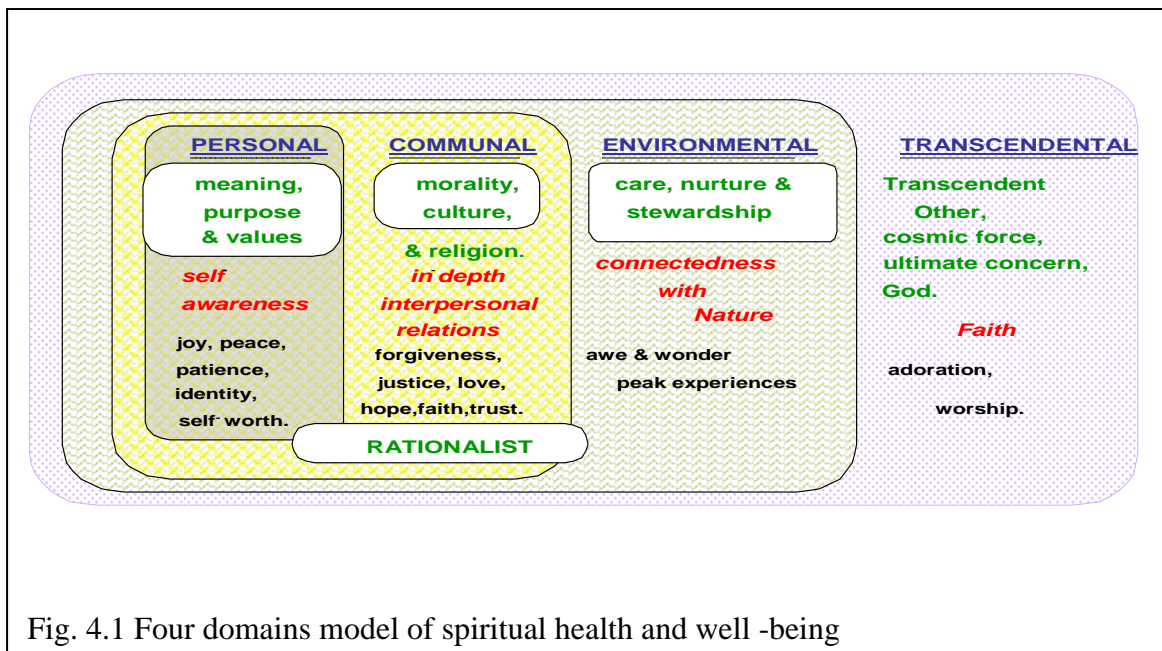 PERSONAL
meaning,
purpose
& values
self
awareness
joy, peace,
patience,
identity,
self-worth.
COMMUNAL
morality,
culture,
& religion.
in-depth
interpersonal
relations
forgiveness,
justice, love,
hope,faith,trust.
ENVIRONMENTAL
care, nurture &
stewardship
connectedness
with
Nature
awe & wonder
peak experiences
TRANSCENDENTAL
Transcendent
Other,
cosmic force,
ultimate concern,
God.
Faith
adoration,
worship.
RATIONALIST
Fig. 4.1 Four domains model of spiritual health and well -being